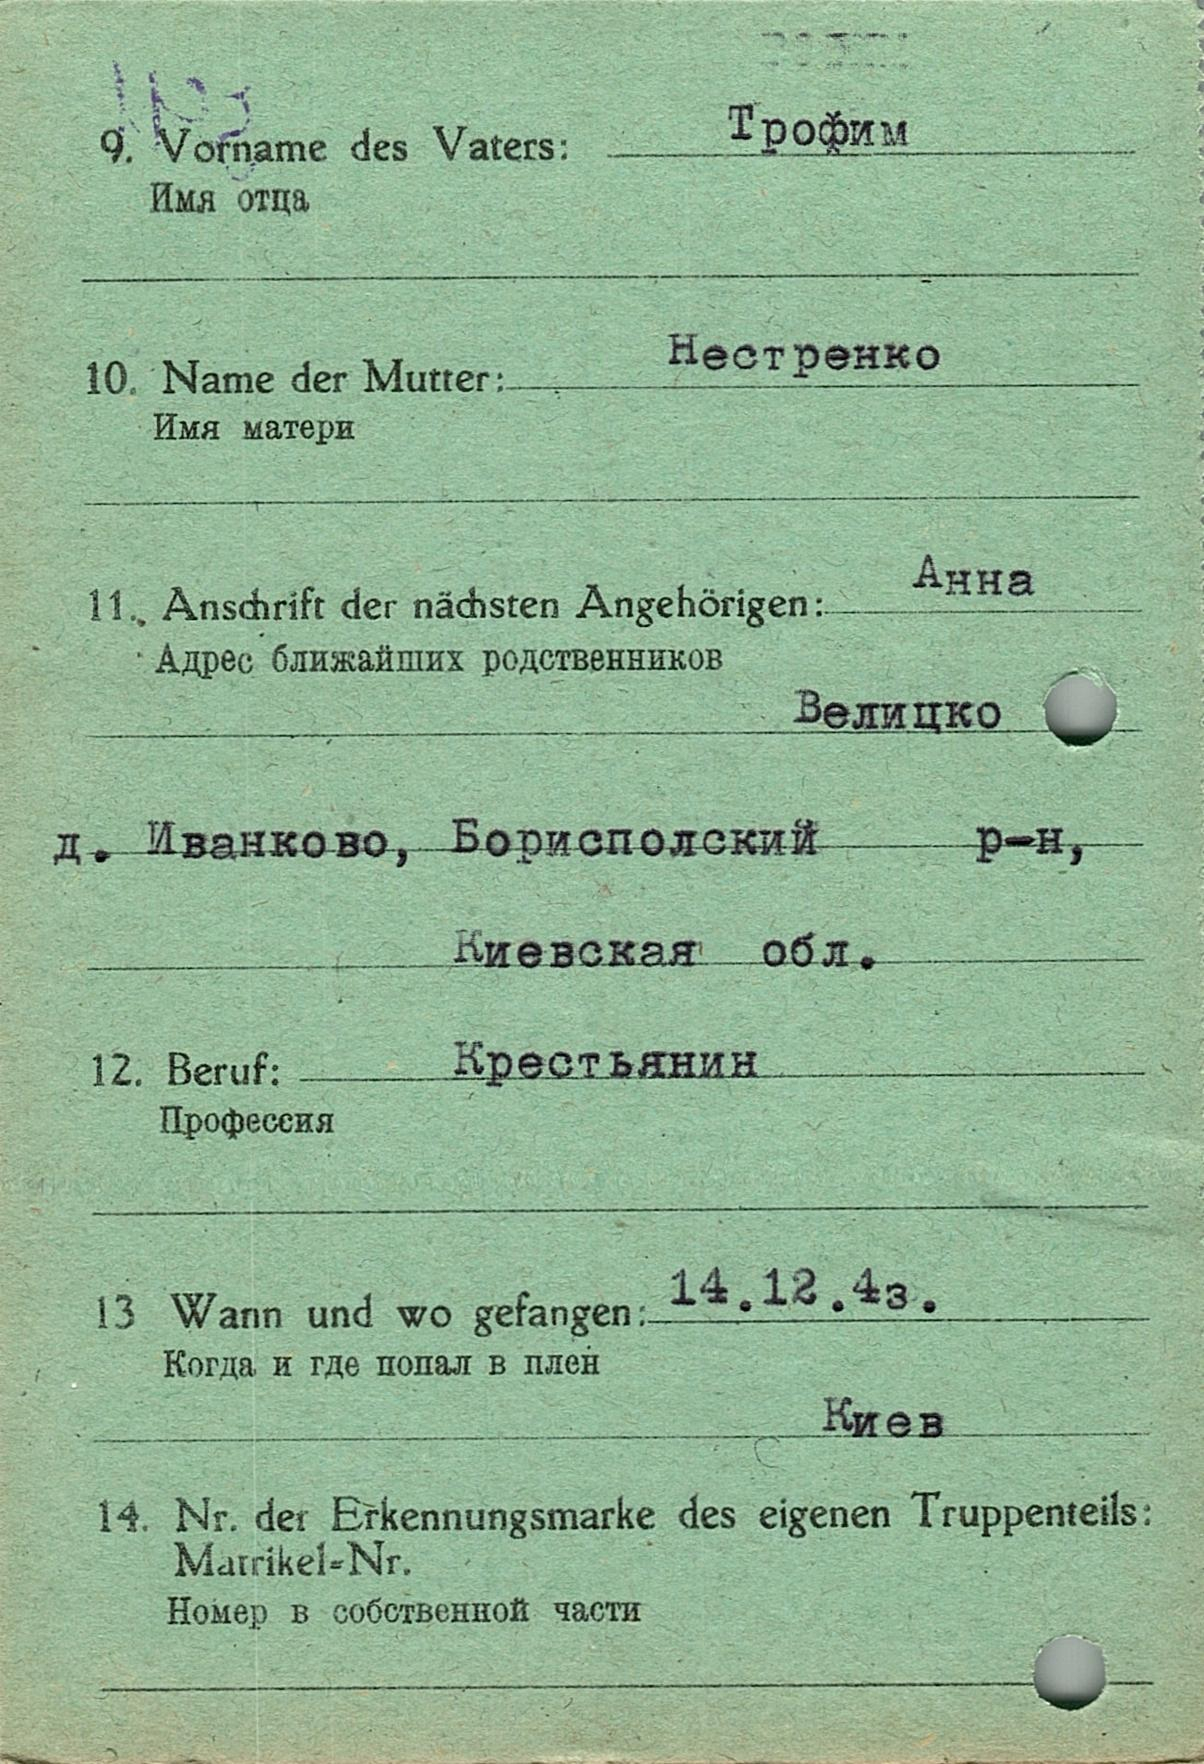 9. Vorname des Vaters: Трофим
Имя отца
10. Name der Mutter: Нестренко
Имя матери
11. Anschrift der nächsten Angehörigen: Анна
Адрес ближайших родственников
Велицко
д. Иванково, Борисполский р-н,
Киевская обл.
12. Beruf: Крестьянин
Профессия
13 Wann und wo gefangen: 14.12.4з.
Когда и где попал в плен
Киев
14. Nr. der Erkennungsmarke des eigenen Truppenteils:
Matrikel-Nr.
Номер в собственной части